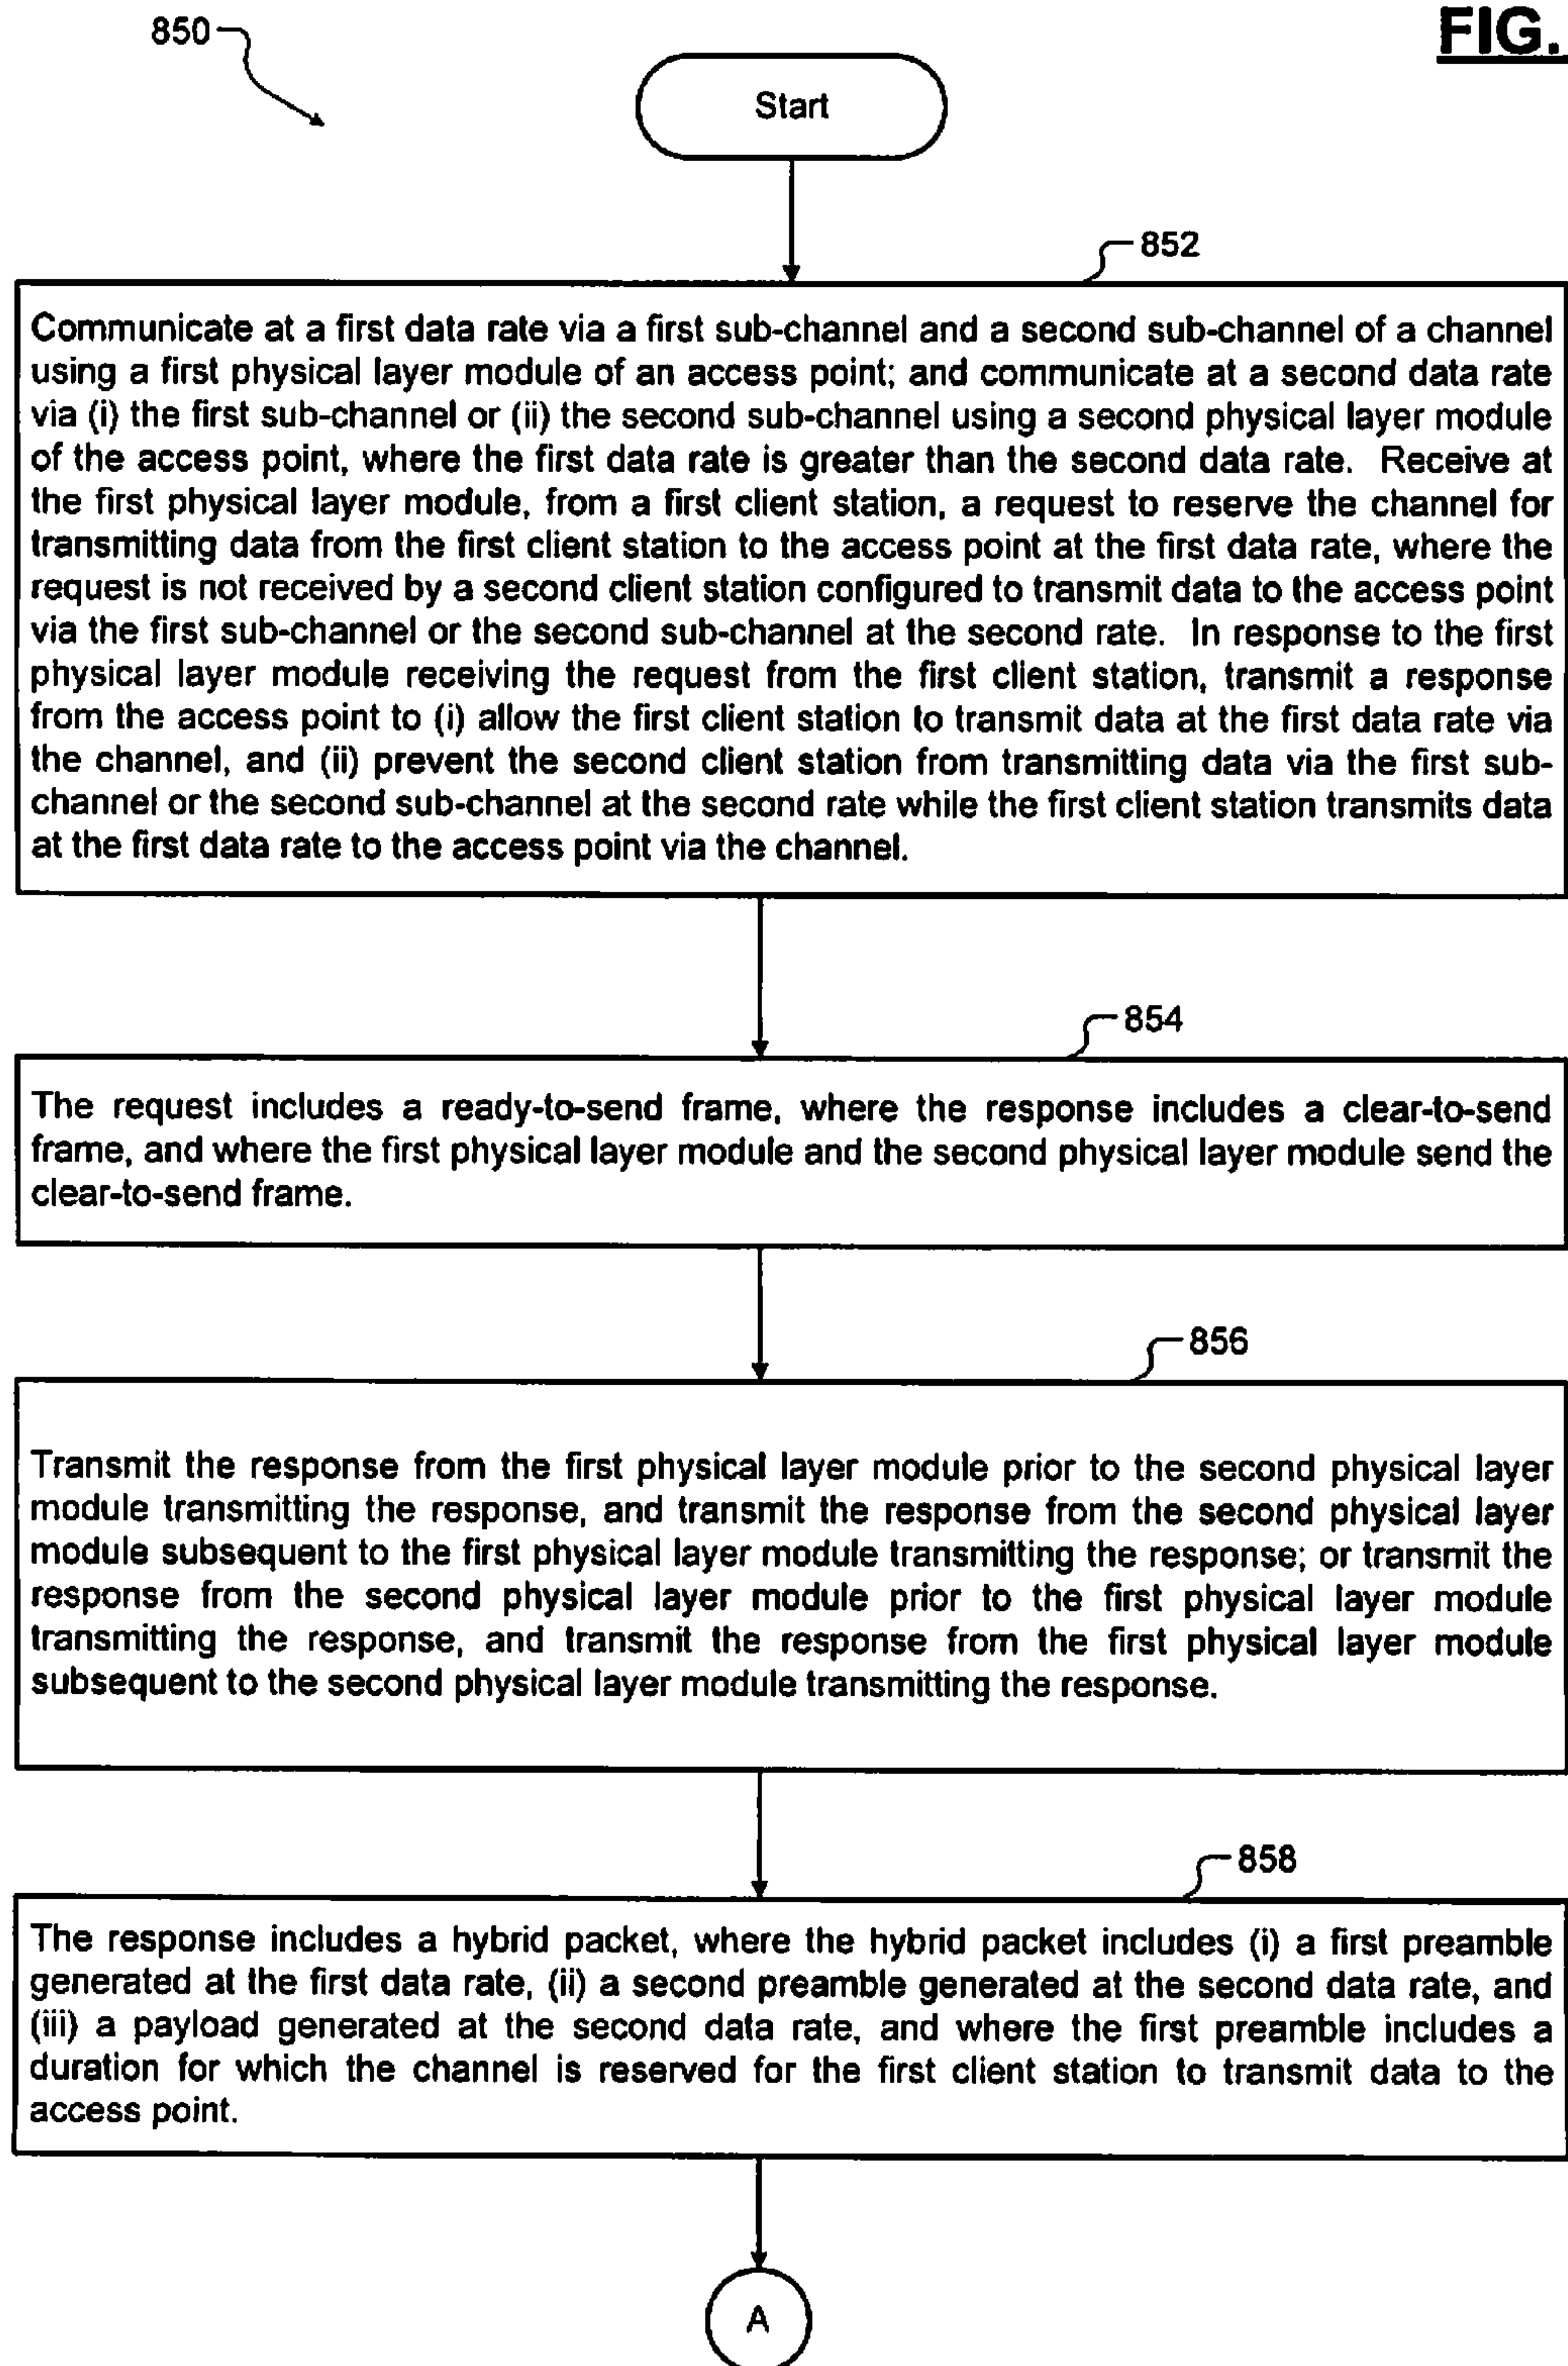 850
FIG.
Start
852
Communicate at a first data rate via a first sub-channel and a second sub-channel of a channel
using a first physical layer module of an access point; and communicate at a second data rate
via (i) the first sub-channel or (ii) the second sub-channel using a second physical layer module
of the access point, where the first data rate is greater than the second data rate. Receive at
the first physical layer module, from a first client station, a request to reserve the channel for
transmitting data from the first client station to the access point at the first data rate, where the
request is not received by a second client station configured to transmit data to the access point
via the first sub-channel or the second sub-channel at the second rate. In response to the first
physical layer module receiving the request from the first client station, transmit a response
from the access point to (i) allow the first client station to transmit data at the first data rate via
the channel, and (ii) prevent the second client station from transmitting data via the first sub-
channel or the second sub-channel at the second rate while the first client station transmits data
at the first data rate to the access point via the channel.
854
The request includes a ready-to-send frame, where the response includes a clear-to-send
frame, and where the first physical layer module and the second physical layer module send the
clear-to-send frame.
856
Transmit the response from the first physical layer module prior to the second physical layer
module transmitting the response, and transmit the response from the second physical layer
module subsequent to the first physical layer module transmitting the response; or transmit the
response from the second physical layer module prior to the first physical layer module
transmitting the response, and transmit the response from the first physical layer module
subsequent to the second physical layer module transmitting the response.
858
The response includes a hybrid packet, where the hybrid packet includes (i) a first preamble
generated at the first data rate, (ii) a second preamble generated at the second data rate, and
(iii) a payload generated at the second data rate, and where the first preamble includes a
duration for which the channel is reserved for the first client station to transmit data to the
access point.
A